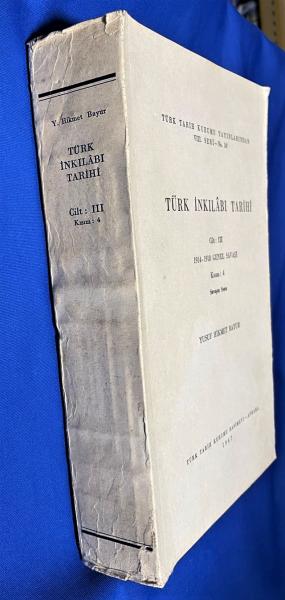 Y. Hikmet Bayur
TÜRK
İNKILÂBI
TARİHİ
Cilt : III
Kısım : 4
TÜRK TARİH KURUMU YAYINLARINDAN
VIII. SERİ—No. 
TÜRK İNKILÂBI TARİHİ
Cilt : III
1914-1918 GENEL SAVAŞI
Kısım : 4
Savaşın Sonu
YUSUF HİKMET BAYUR
TÜRK TARİH KURUMU BASIMEVİ—ANKARA